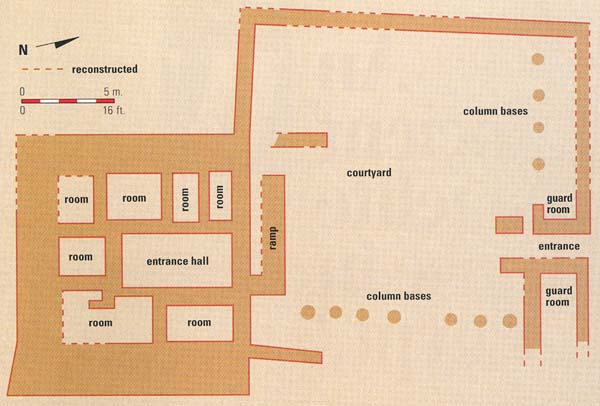 N
reconstructed
0 5 m.
0 16 ft.
column bases
courtyard
room
room
room
room
guard
room
ramp
entrance
room
entrance hall
guard
room
column bases
room
room